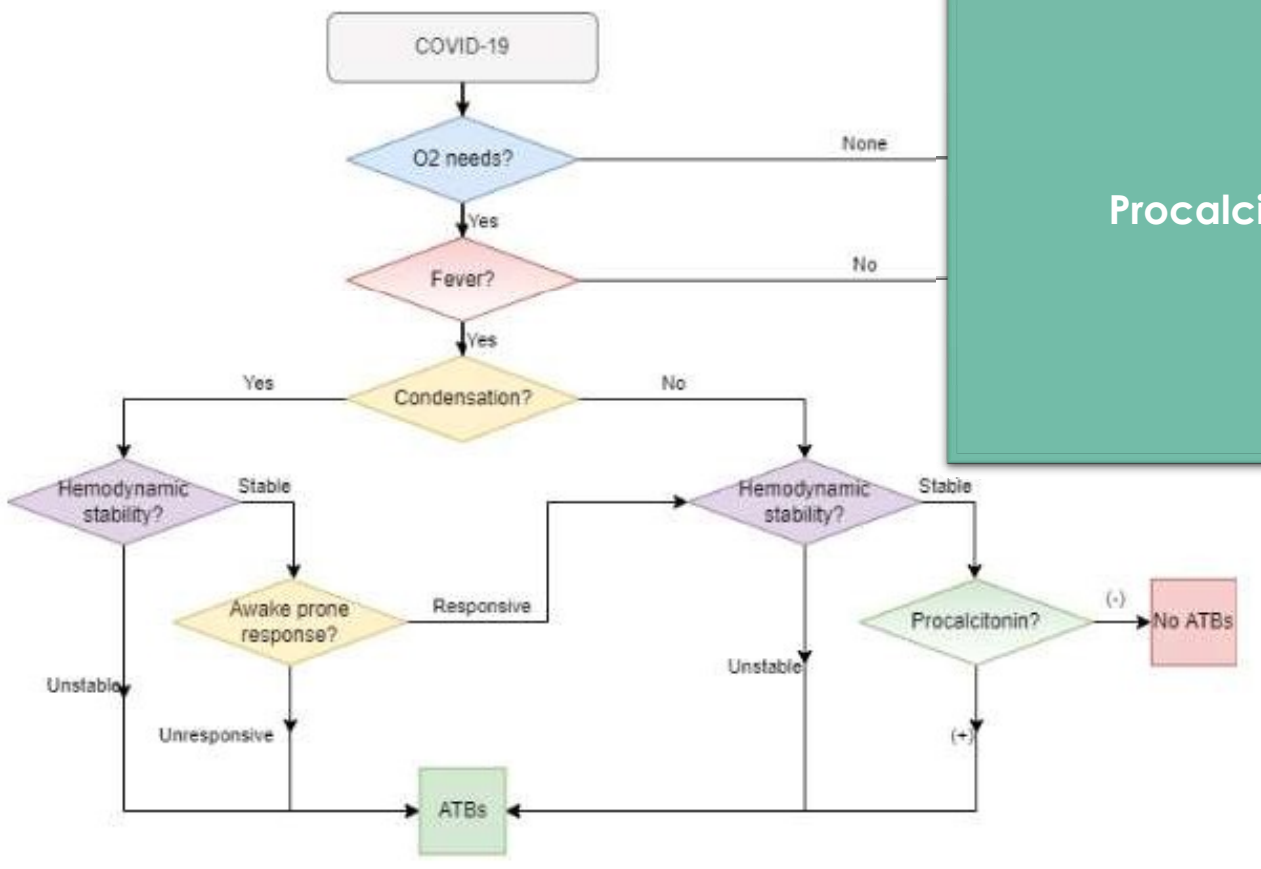 COVID-19
O2 needs?
None
Yes
Fever?
No
Yes
Condensation?
Yes
No
Hemodynamic
stability?
Stable
Hemodynamic
stability?
Stable
Awake prone
response?
Responsive
Procalcitonin?
(-)
No ATBs
Unstable
Unresponsive
Unstable
(+)
ATBs